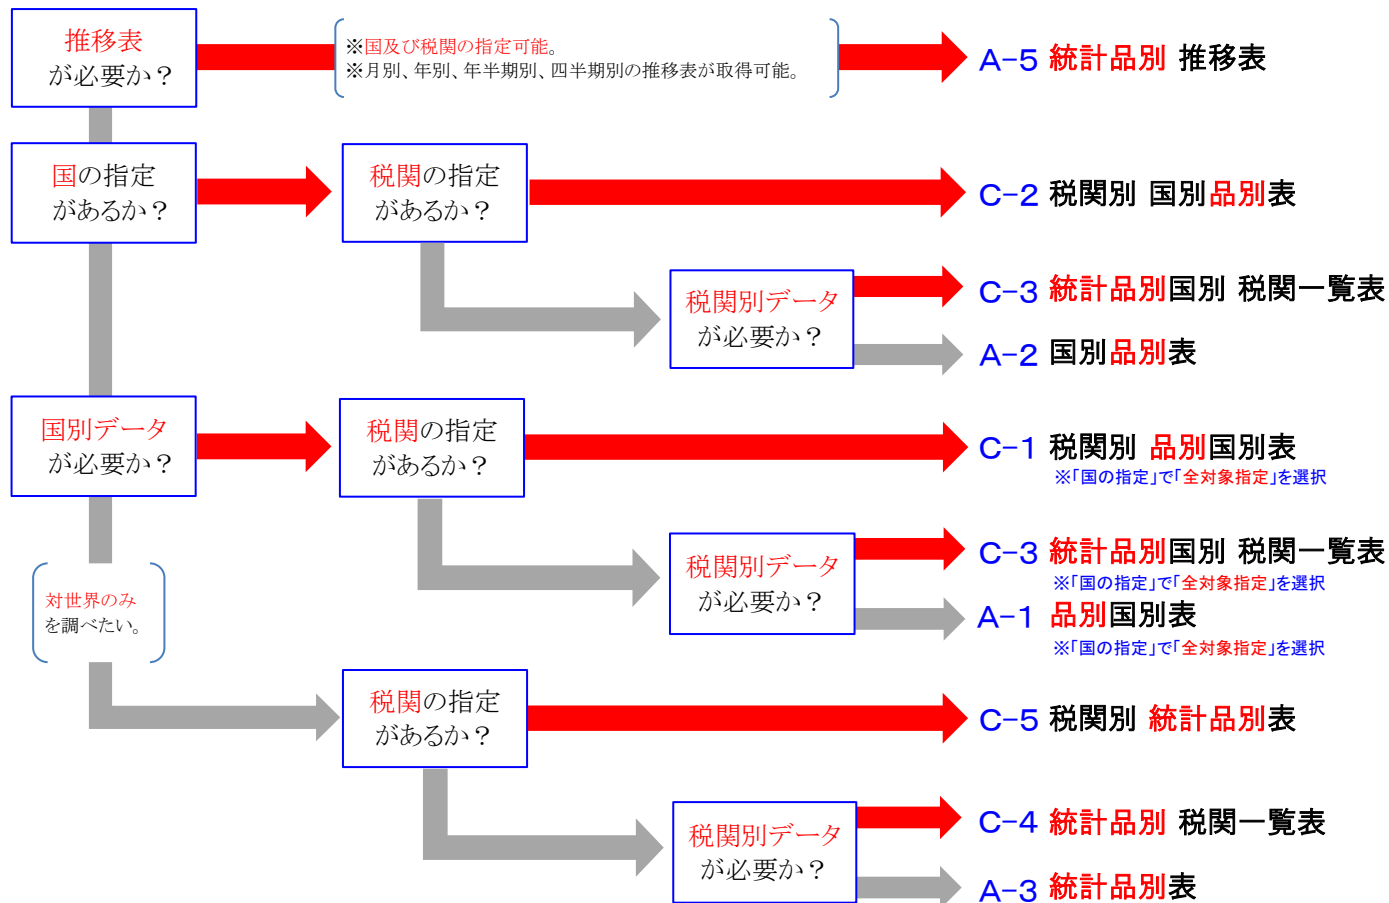 推移表
が必要か？
※国及び税関の指定可能。
※月別、年別、年半期別、四半期別の推移表が取得可能。
A-5 統計品別 推移表
国の指定
があるか？
税関の指定
があるか？
C-2 税関別 国別品別表
税関別データ
が必要か？
C-3 統計品別国別 税関一覧表
A-2 国別品別表
国別データ
が必要か？
税関の指定
があるか？
C-1 税関別 品別国別表
※「国の指定」で「全対象指定」を選択
税関別データ
が必要か？
C-3 統計品別国別 税関一覧表
※「国の指定」で「全対象指定」を選択
A-1 品別国別表
※「国の指定」で「全対象指定」を選択
対世界のみ
を調べたい。
税関の指定
があるか？
C-5 税関別 統計品別表
税関別データ
が必要か？
C-4 統計品別 税関一覧表
A-3 統計品別表